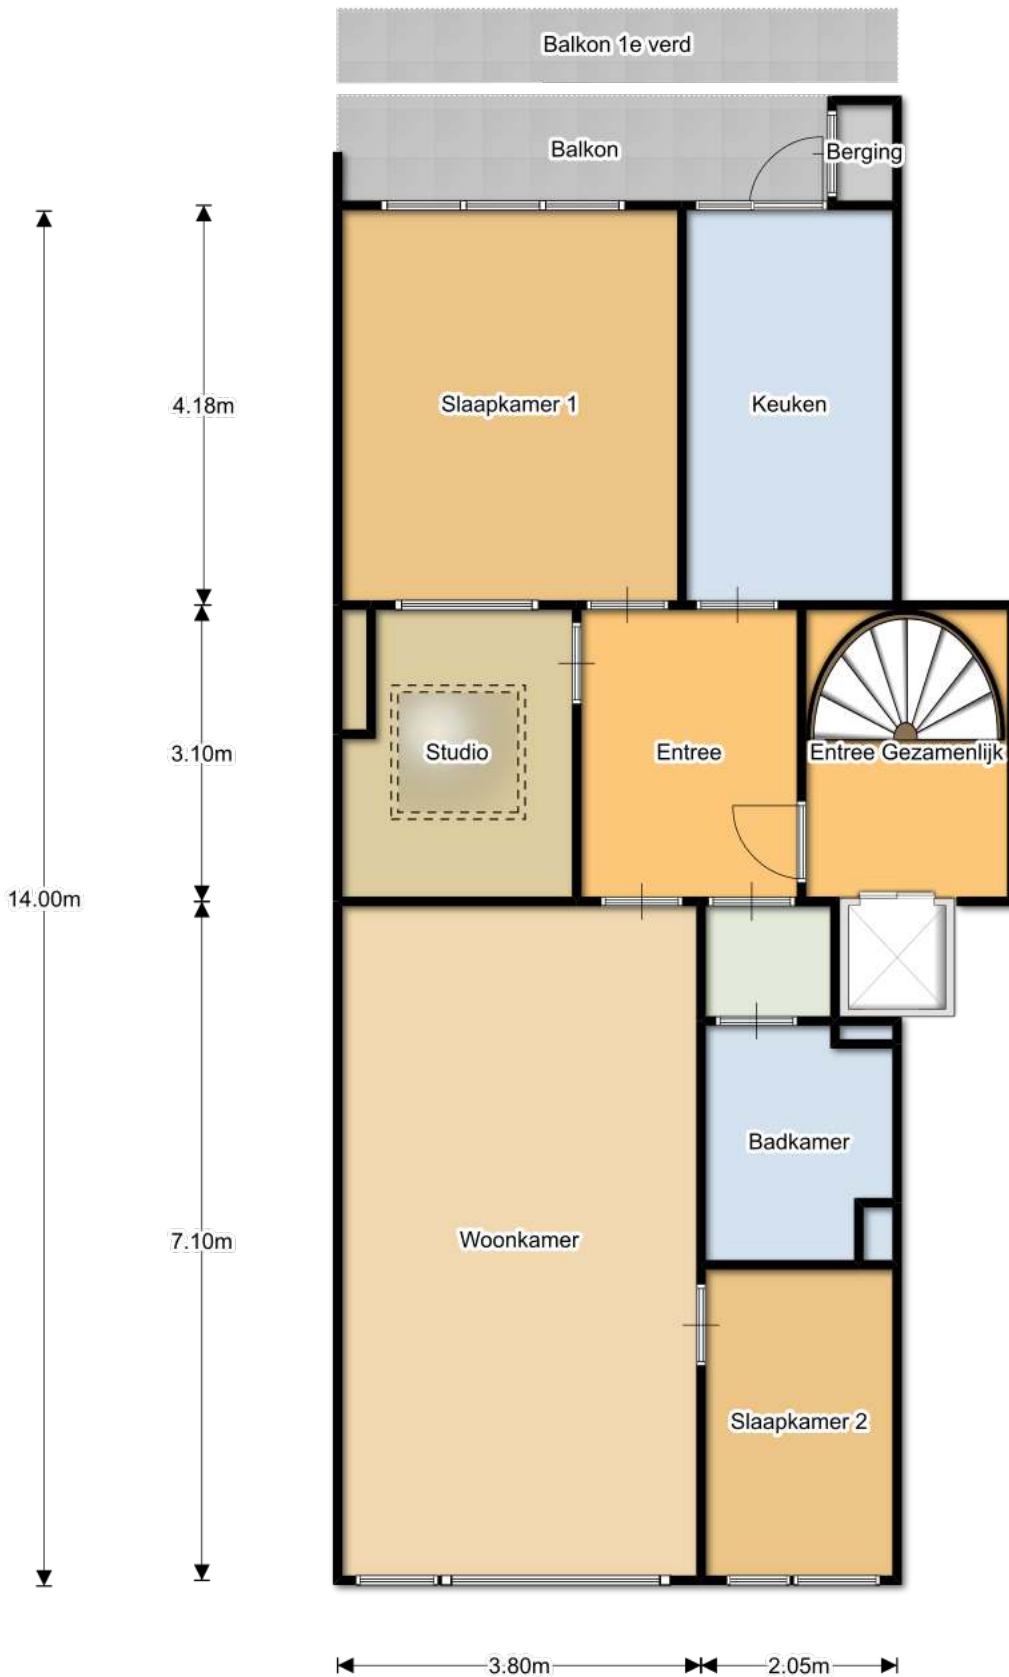 Balkon 1e verd
Balkon
Berging
4.18m
Slaapkamer 1
Keuken
3.10m
Studio
Entree
Entree Gezamenlijk
14.00m
Badkamer
7.10m
Woonkamer
Slaapkamer 2
3.80m
2.05m